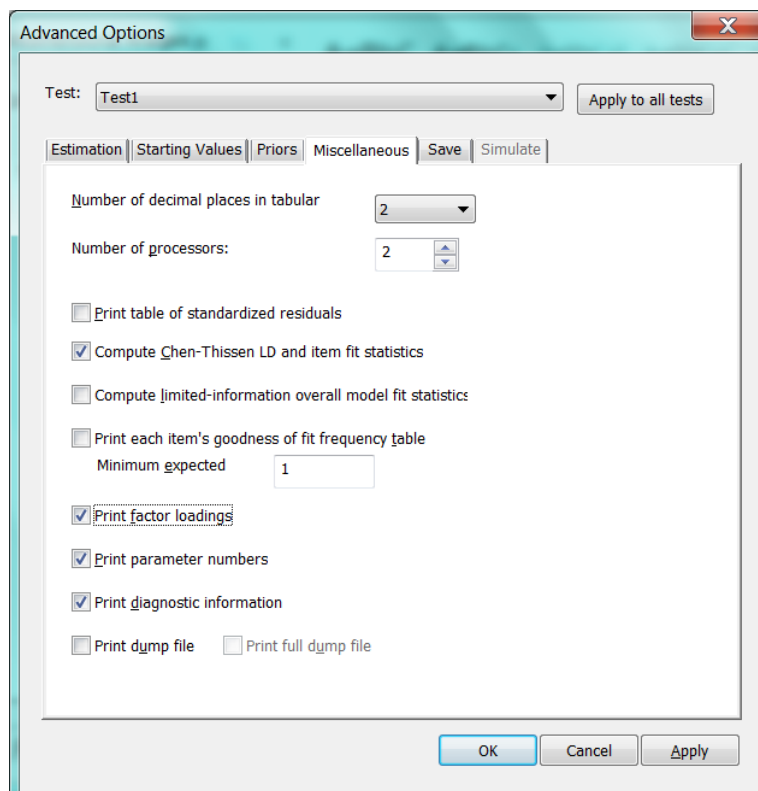 Advanced Options
Test: Test1 Apply to all tests
Estimation Starting Values Priors Miscellaneous Save Simulate
Number of decimal places in tabular 2
Number of processors: 2
Print table of standardized residuals
Compute Chen-Thissen LD and item fit statistics
Compute limited-information overall model fit statistics
Print each item's goodness of fit frequency table
Minimum expected 1
Print factor loadings
Print parameter numbers
Print diagnostic information
Print dump file Print full dump file
OK Cancel Apply